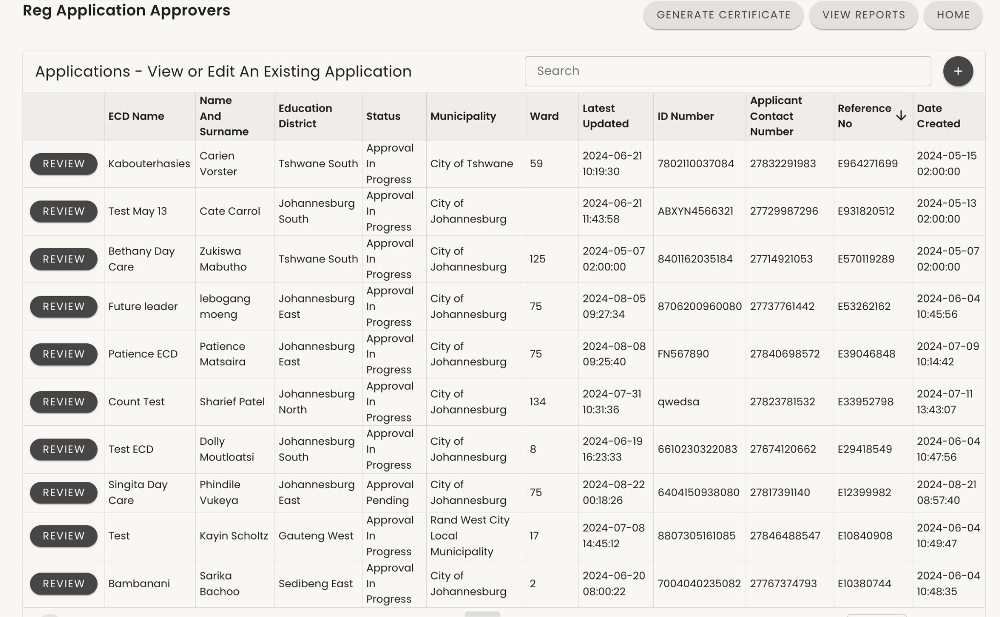 Reg Application Approvers
GENERATE CERTIFICATE
VIEW REPORTS
HOME
Applications - View or Edit An Existing Application
Search
+
ECD Name
Name
And
Surname
Education
District
Status
Municipality
Ward
Latest
Updated
ID Number
Applicant
Contact
Number
Reference
No
Date
Created
REVIEW
Kabouterhasies
Carien
Vorster
Tshwane South
Approval
In
Progress
City of Tshwane
59
2024-06-21
10:19:30
7802110037084
27832291983
E964271699
2024-05-15
02:00:00
REVIEW
Test May 13
Cate Carrol
Johannesburg
South
Approval
In
Progress
City of
Johannesburg
2024-06-21
11:43:58
ABXYN4566321
27729987296
E931820512
2024-05-13
02:00:00
REVIEW
Bethany Day
Care
Zukiswa
Mabutho
Tshwane South
Approval
In
Progress
City of
Johannesburg
125
2024-05-07
02:00:00
8401162035184
27714921053
E570119289
2024-05-07
02:00:00
REVIEW
Future leader
lebogang
moeng
Johannesburg
East
Approval
In
Progress
City of
Johannesburg
75
2024-08-05
09:27:34
8706200960080
27737761442
E53262162
2024-06-04
10:45:56
REVIEW
Patience ECD
Patience
Matsaira
Johannesburg
East
Approval
In
Progress
City of
Johannesburg
75
2024-08-08
09:25:40
FN567890
27840698572
E39046848
2024-07-09
10:14:42
REVIEW
Count Test
Sharief Patel
Johannesburg
North
Approval
In
Progress
City of
Johannesburg
134
2024-07-31
10:31:36
qwedsa
27823781532
E33952798
2024-07-11
13:43:07
REVIEW
Test ECD
Dolly
Moutloatsi
Johannesburg
South
Approval
In
Progress
City of
Johannesburg
8
2024-06-19
16:23:33
6610230322083
27674120662
E29418549
2024-06-04
10:47:56
REVIEW
Singita Day
Care
Phindile
Vukeya
Johannesburg
East
Approval
Pending
City of
Johannesburg
75
2024-08-22
00:18:26
6404150938080
27817391140
E12399982
2024-08-21
08:57:40
REVIEW
Test
Kayin Scholtz
Gauteng West
Approval
In
Progress
Rand West City
Local
Municipality
17
2024-07-08
14:45:12
8807305161085
27846488547
E10840908
2024-06-04
10:49:47
REVIEW
Bambanani
Sarika
Bachoo
Sedibeng East
Approval
In
Progress
City of
Johannesburg
2
2024-06-20
08:00:22
7004040235082
27767374793
E10380744
2024-06-04
10:48:35